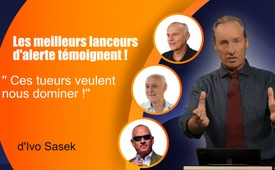 Les meilleurs lanceurs
d'alerte témoignent !
" Ces tueurs veulent
nous dominer !"
d'Ivo Sasek